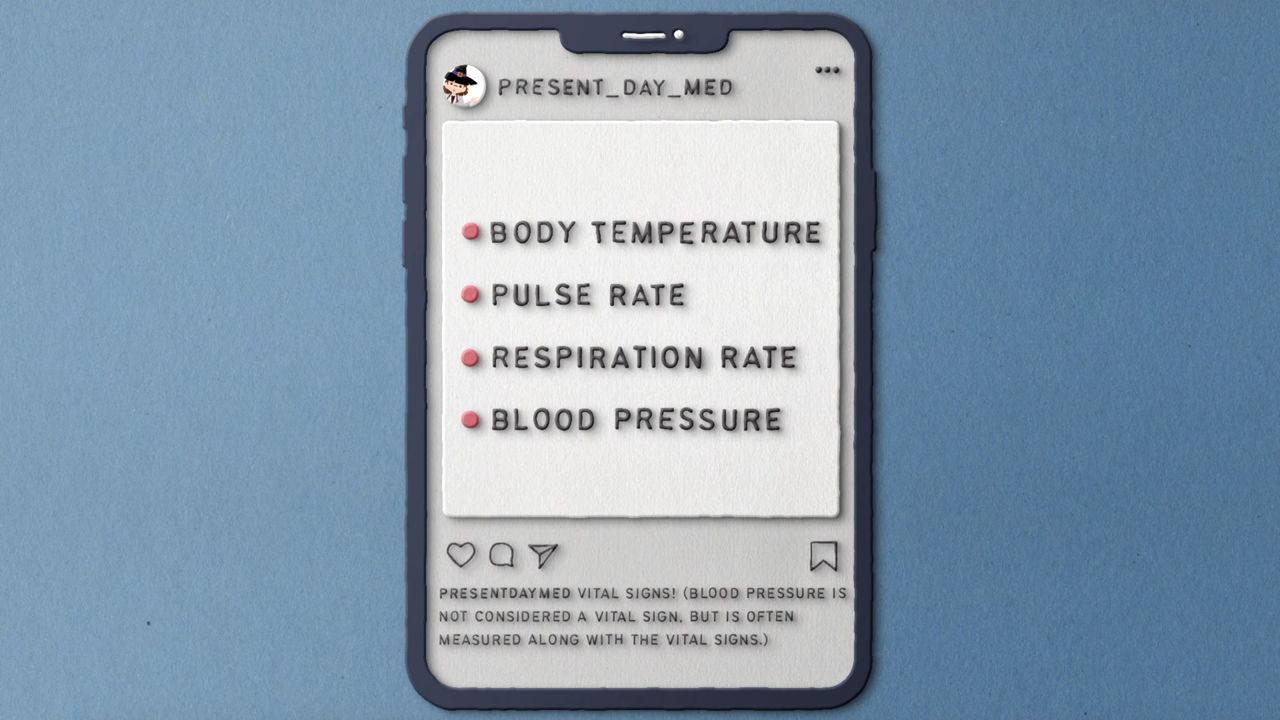 PRESENT_DAY_MED
BODY TEMPERATURE
PULSE RATE
RESPIRATION RATE
BLOOD PRESSURE
PRESENTDAYMED VITAL SIGNS! (BLOOD PRESSURE IS
NOT CONSIDERED A VITAL SIGN, BUT IS OFTEN
MEASURED ALONG WITH THE VITAL SIGNS.)